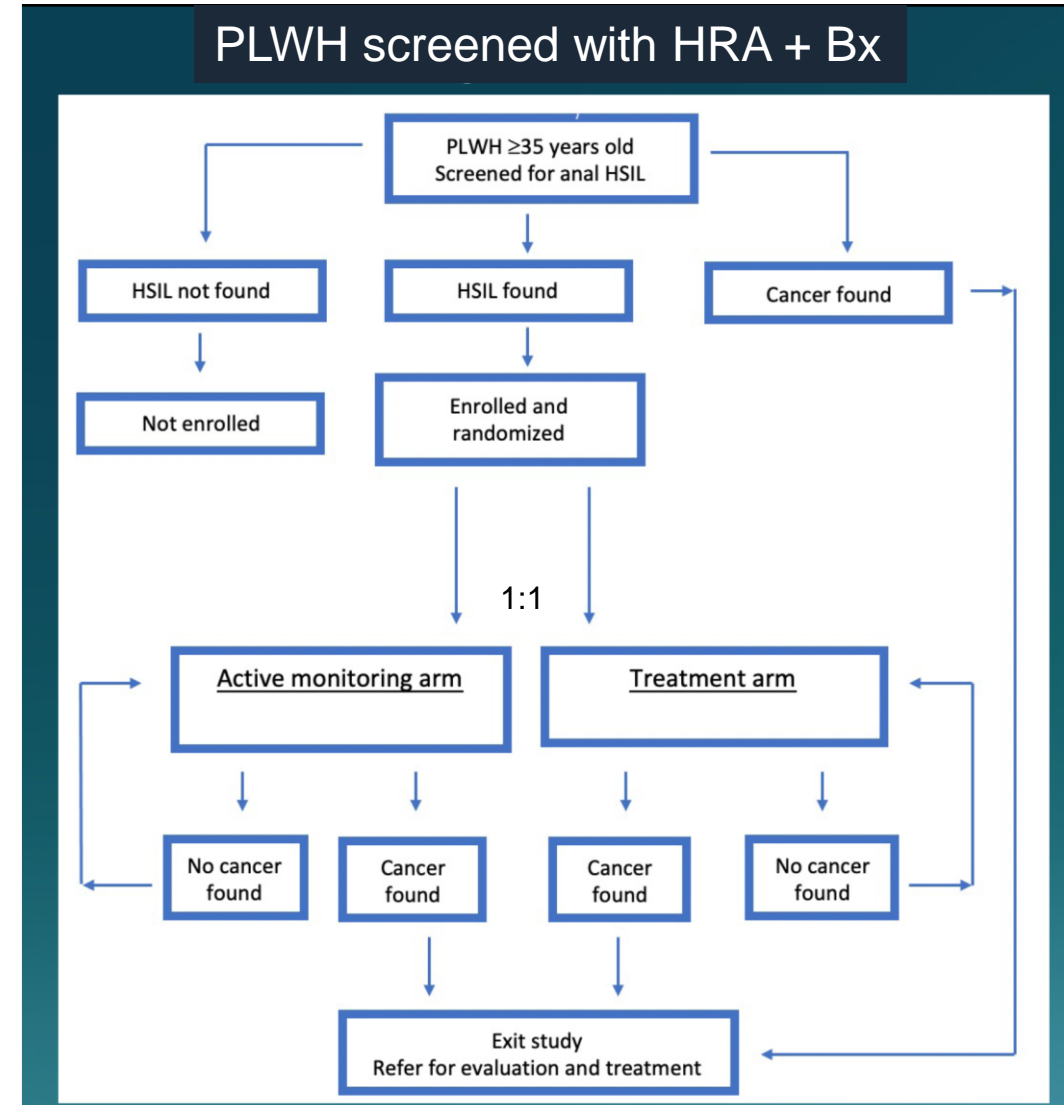 PLWH screened with HRA + Bx
PLWH ≥35 years old
Screened for anal HSIL
HSIL not found
HSIL found
Cancer found
Not enrolled
Enrolled and
randomized
1:1
Active monitoring arm
Treatment arm
No cancer
found
Cancer
found
Cancer
found
No cancer
found
Exit study
Refer for evaluation and treatment